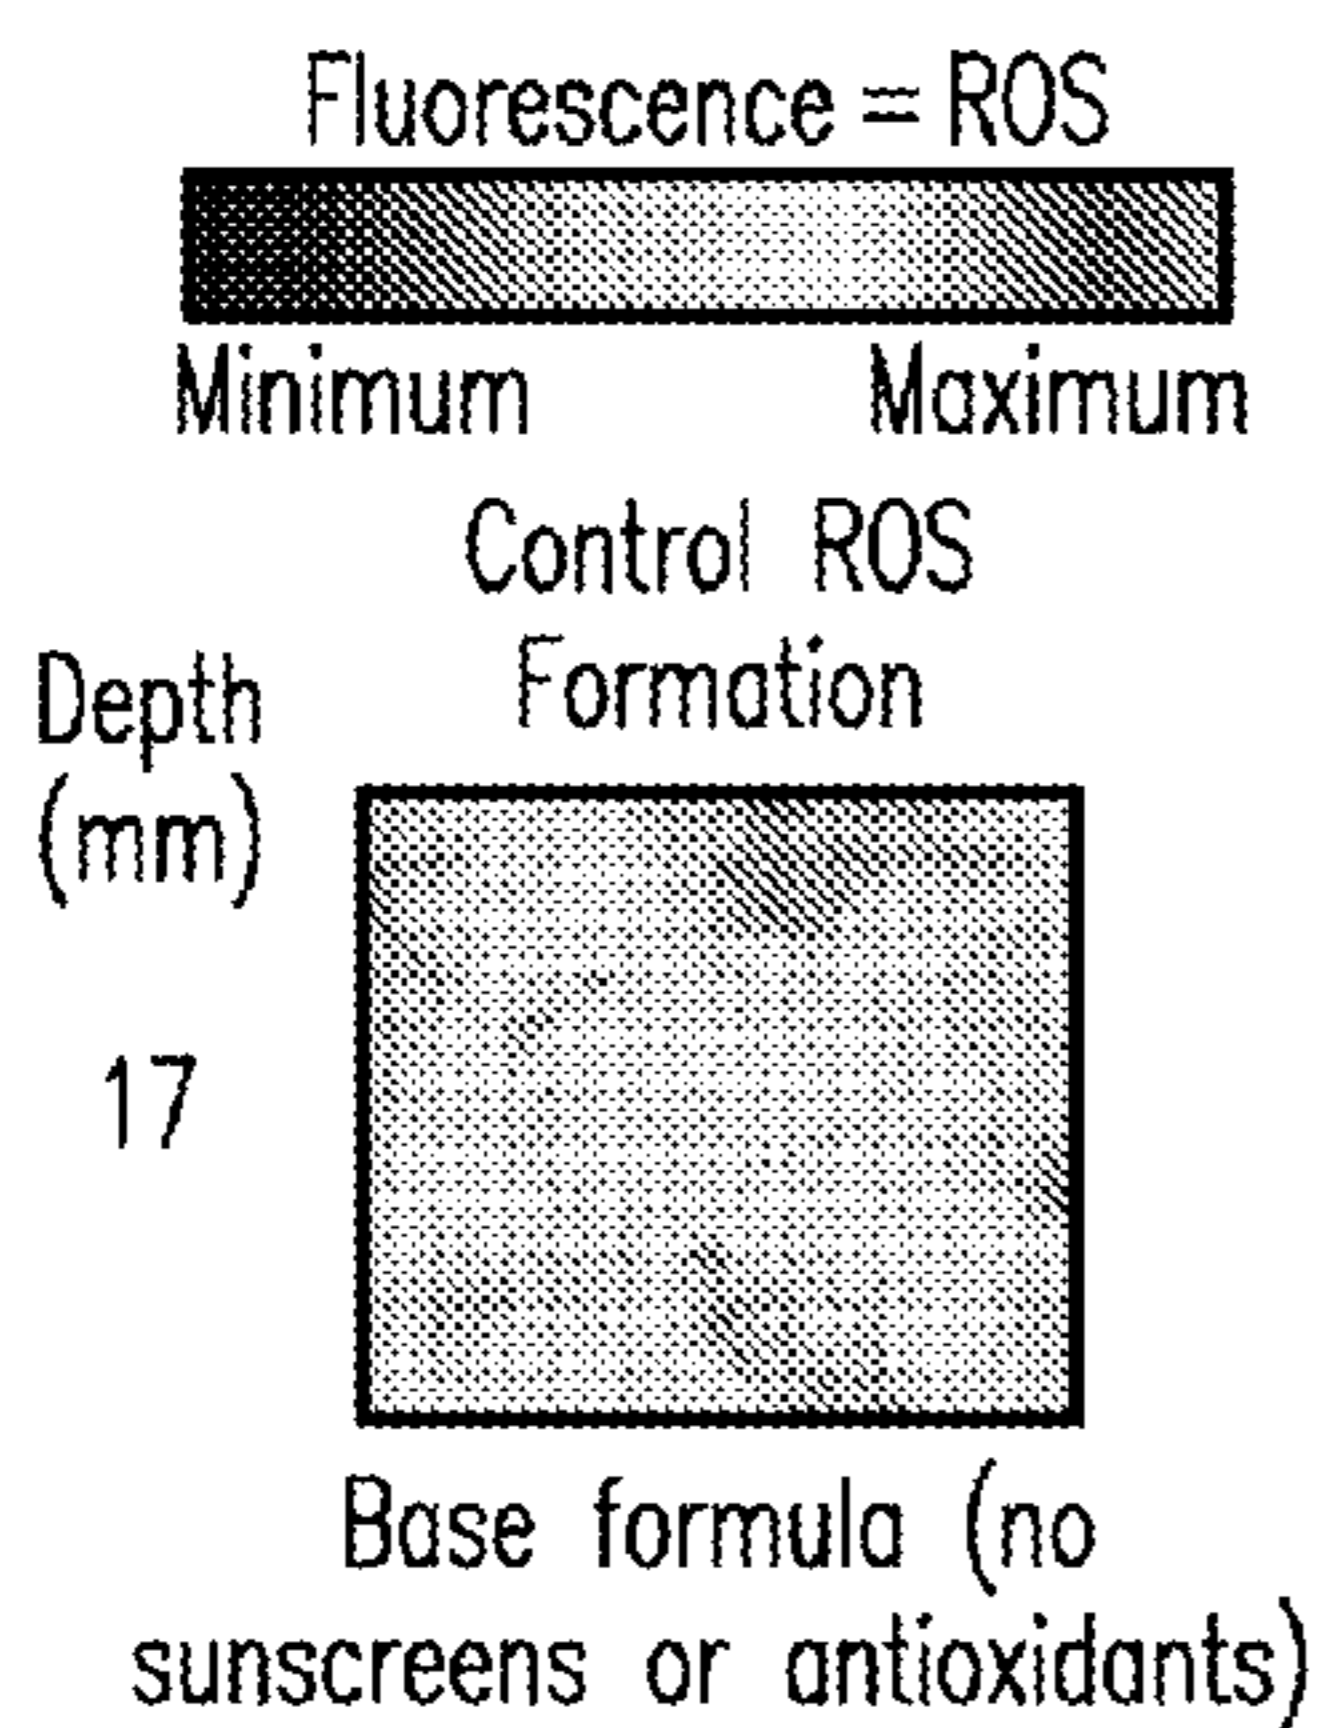 Fluorescence = ROS
Minimum Maximum
Control ROS
Formation
Depth
(mm)
17
Base formula (no
sunscreens or antioxidants)